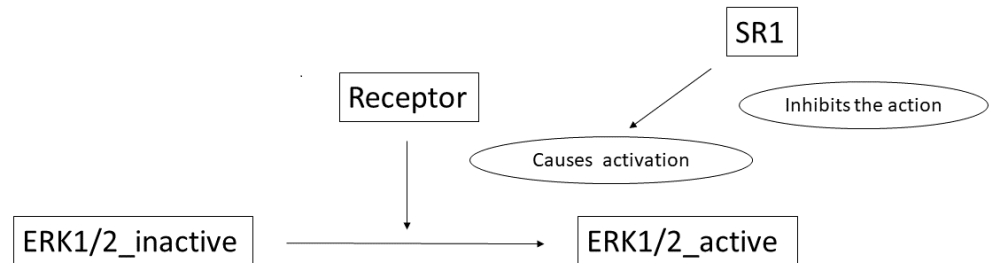 SR1
Receptor
Inhibits the action
Causes activation
ERK1/2_inactive
ERK1/2_active